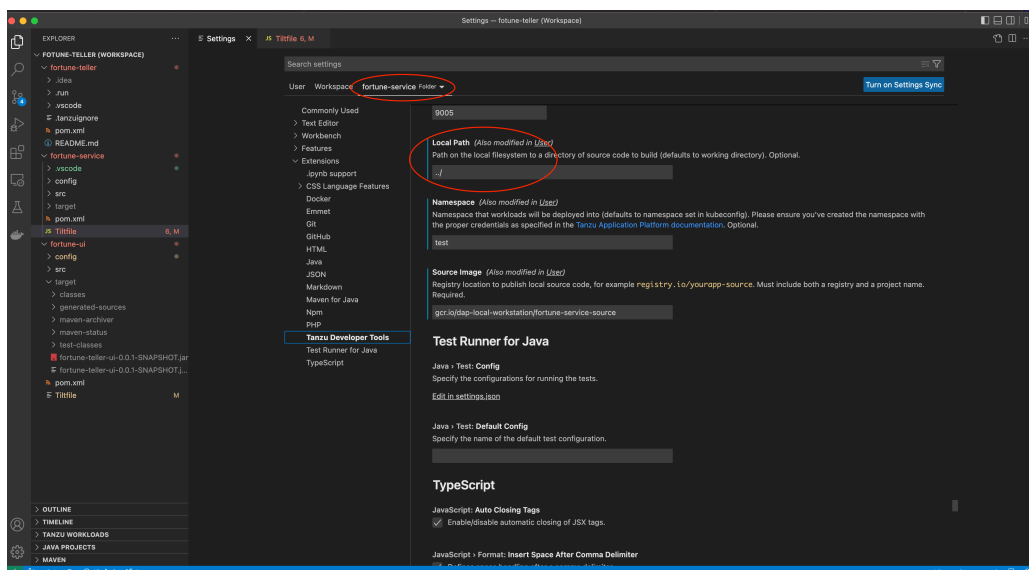 Settings — fotune-teller (Workspace)
EXPLORER
Settings
JS Tiltfile 6, M
FOTUNE-TELLER (WORKSPACE)
fortune-teller
.idea
.run
.vscode
.tanzuignore
pom.xml
README.md
fortune-service
.vscode
config
src
target
pom.xml
JS Tiltfile 6, M
fortune-ui
config
src
target
classes
generated-sources
maven-archiver
maven-status
test-classes
fortune-teller-ui-0.0.1-SNAPSHOT.jar
fortune-teller-ui-0.0.1-SNAPSHOT.j...
pom.xml
Tiltfile M
OUTLINE
TIMELINE
TANZU WORKLOADS
JAVA PROJECTS
MAVEN
4
Search settings
User Workspace fortune-service Folder
Turn on Settings Sync
Commonly Used
Text Editor
Workbench
Features
Extensions
.ipynb support
CSS Language Features
Docker
Emmet
Git
GitHub
HTML
Java
JSON
Markdown
Maven for Java
Npm
PHP
Tanzu Developer Tools
Test Runner for Java
TypeScript
9005
Local Path (Also modified in User)
Path on the local filesystem to a directory of source code to build (defaults to working directory). Optional.
../
Namespace (Also modified in User)
Namespace that workloads will be deployed into (defaults to namespace set in kubeconfig). Please ensure you've created the namespace with
the proper credentials as specified in the Tanzu Application Platform documentation. Optional.
test
Source Image (Also modified in User)
Registry location to publish local source code, for example registry.io/yourapp-source. Must include both a registry and a project name.
Required.
gcr.io/dap-local-workstation/fortune-service-source
Test Runner for Java
Java › Test: Config
Specify the configurations for running the tests.
Edit in settings.json
Java › Test: Default Config
Specify the name of the default test configuration.
TypeScript
JavaScript: Auto Closing Tags
Enable/disable automatic closing of JSX tags.
JavaScript › Format: Insert Space After Comma Delimiter